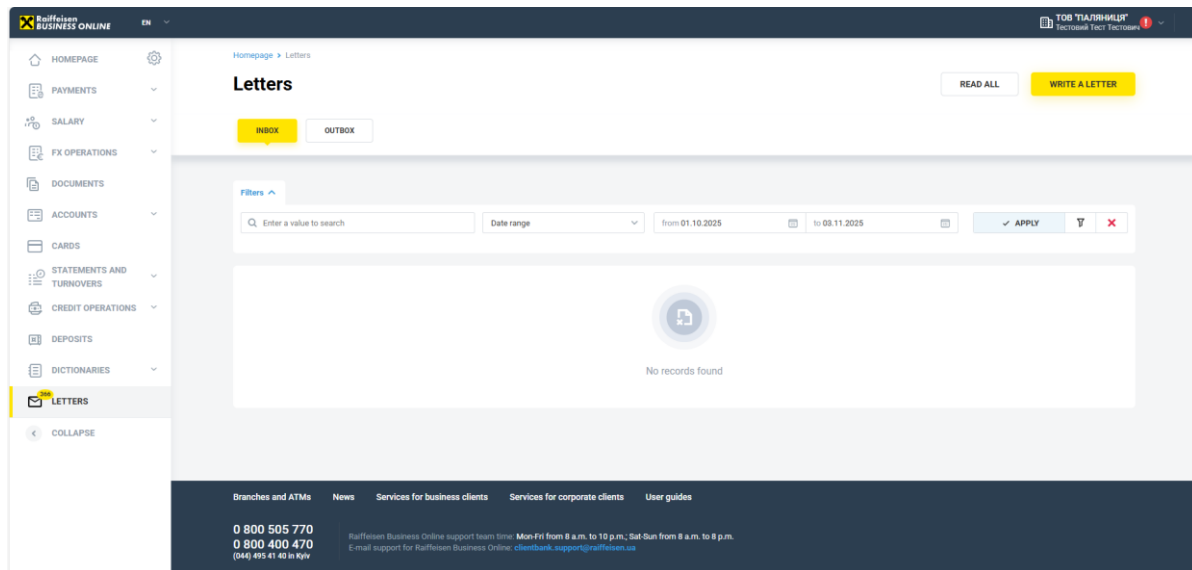 Raiffeisen
BUSINESS ONLINE
EN
ТОВ "ПАЛЯНИЦЯ"
Тестовий Тест Тестович
HOMEPAGE
PAYMENTS
SALARY
FX OPERATIONS
DOCUMENTS
ACCOUNTS
CARDS
STATEMENTS AND
TURNOVERS
CREDIT OPERATIONS
DEPOSITS
DICTIONARIES
366
LETTERS
COLLAPSE
Homepage > Letters
Letters
READ ALL
WRITE A LETTER
INBOX
OUTBOX
Filters
Enter a value to search
Date range
from 01.10.2025
to 03.11.2025
APPLY
No records found
Branches and ATMs News Services for business clients Services for corporate clients User guides
0 800 505 770
0 800 400 470
(044) 495 41 40 in Kyiv
Raiffeisen Business Online support team time: Mon-Fri from 8 a.m. to 10 p.m.; Sat-Sun from 8 a.m. to 8 p.m.
E-mail support for Raiffeisen Business Online: clientbank.support@raiffeisen.ua